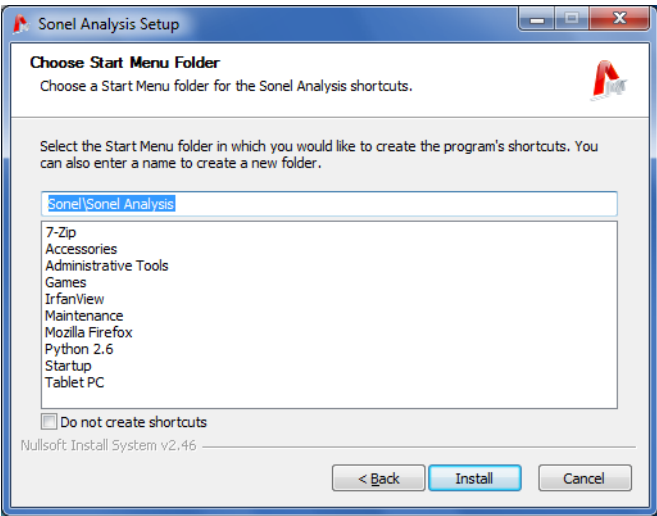 Sonel Analysis Setup
Choose Start Menu Folder
Choose a Start Menu folder for the Sonel Analysis shortcuts.
Select the Start Menu folder in which you would like to create the program's shortcuts. You
can also enter a name to create a new folder.
Sonel\Sonel Analysis
7-Zip
Accessories
Administrative Tools
Games
IrfanView
Maintenance
Mozilla Firefox
Python 2.6
Startup
Tablet PC
Do not create shortcuts
Nullsoft Install System v2.46
< Back Install Cancel